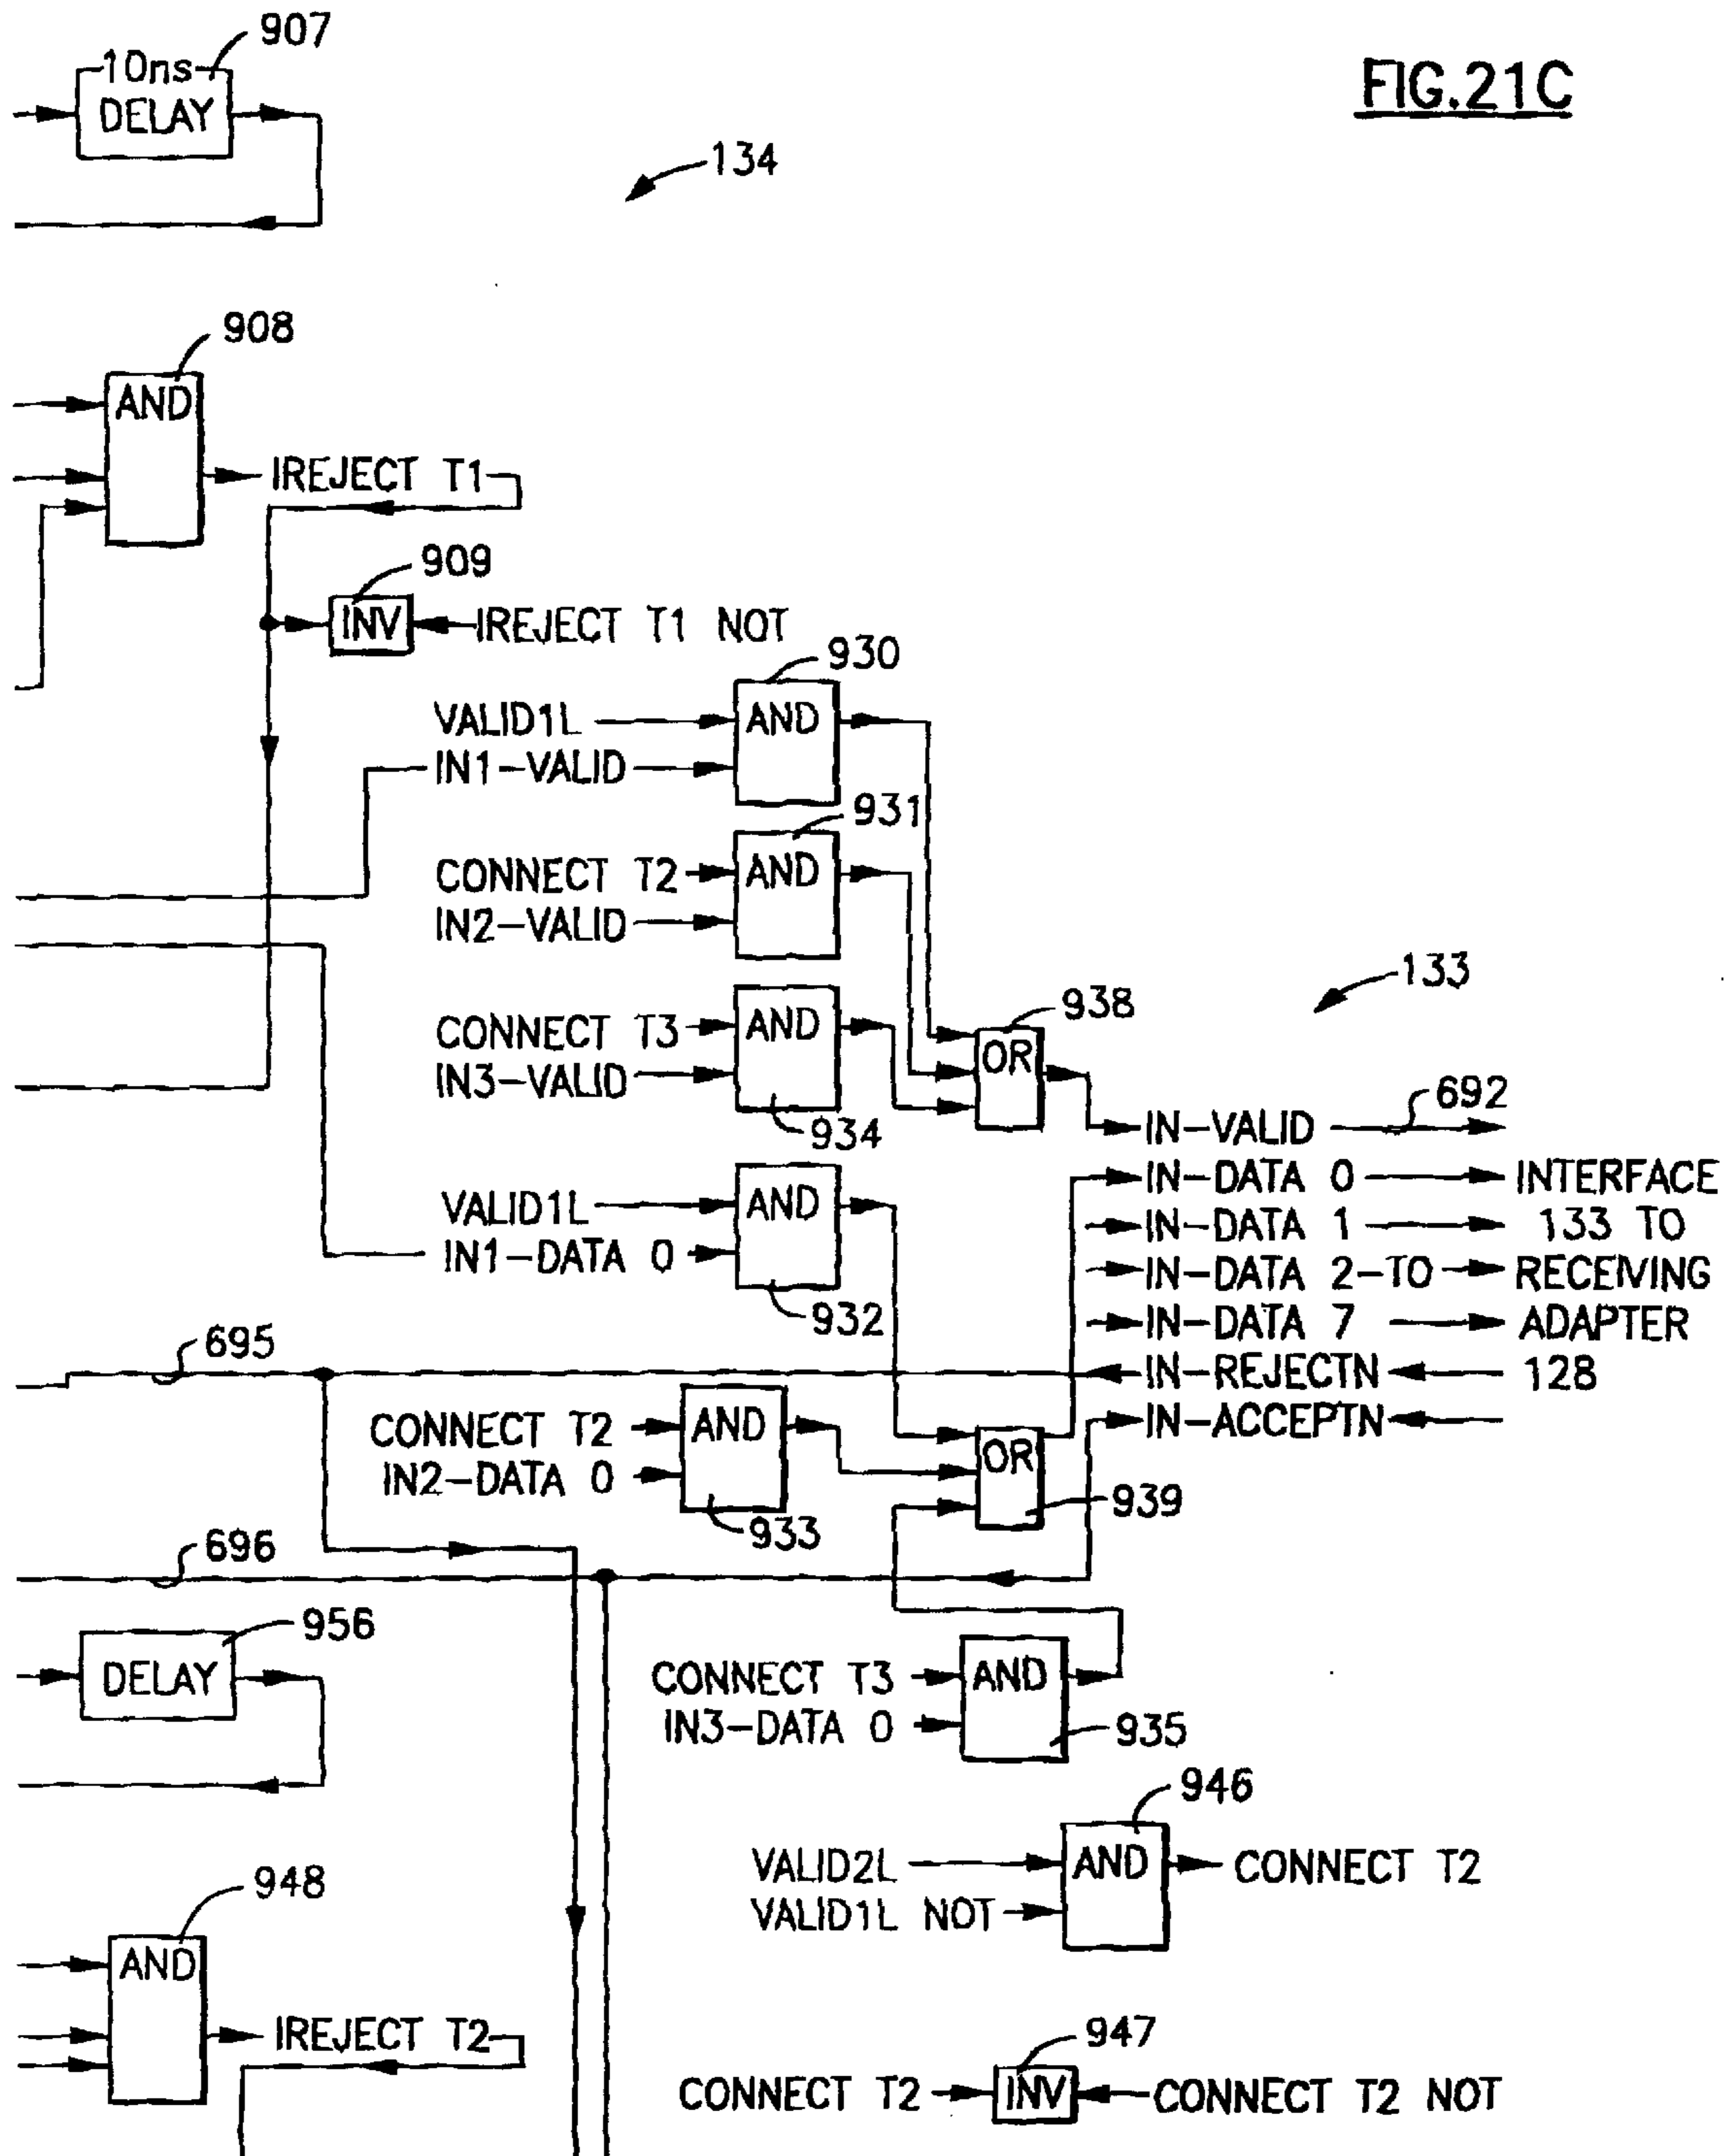 907
10ns
DELAY
FIG.21C
134
908
AND
IREJECT T1
909
INV
IREJECT T1 NOT
930
VALID1L
AND
IN1-VALID
931
CONNECT T2
AND
IN2-VALID
133
938
CONNECT T3
AND
OR
IN3-VALID
692
934
IN-VALID
IN-DATA 0
INTERFACE
VALID1L
AND
IN-DATA 1
133 TO
IN1-DATA 0
IN-DATA 2-TO
RECEIVING
932
IN-DATA 7
ADAPTER
695
IN-REJECTN
128
CONNECT T2
AND
IN-ACCEPTN
IN2-DATA 0
OR
939
933
696
956
DELAY
CONNECT T3
AND
IN3-DATA 0
935
946
VALID2L
AND
CONNECT T2
948
VALID1L NOT
AND
IREJECT T2
947
CONNECT T2
INV
CONNECT T2 NOT